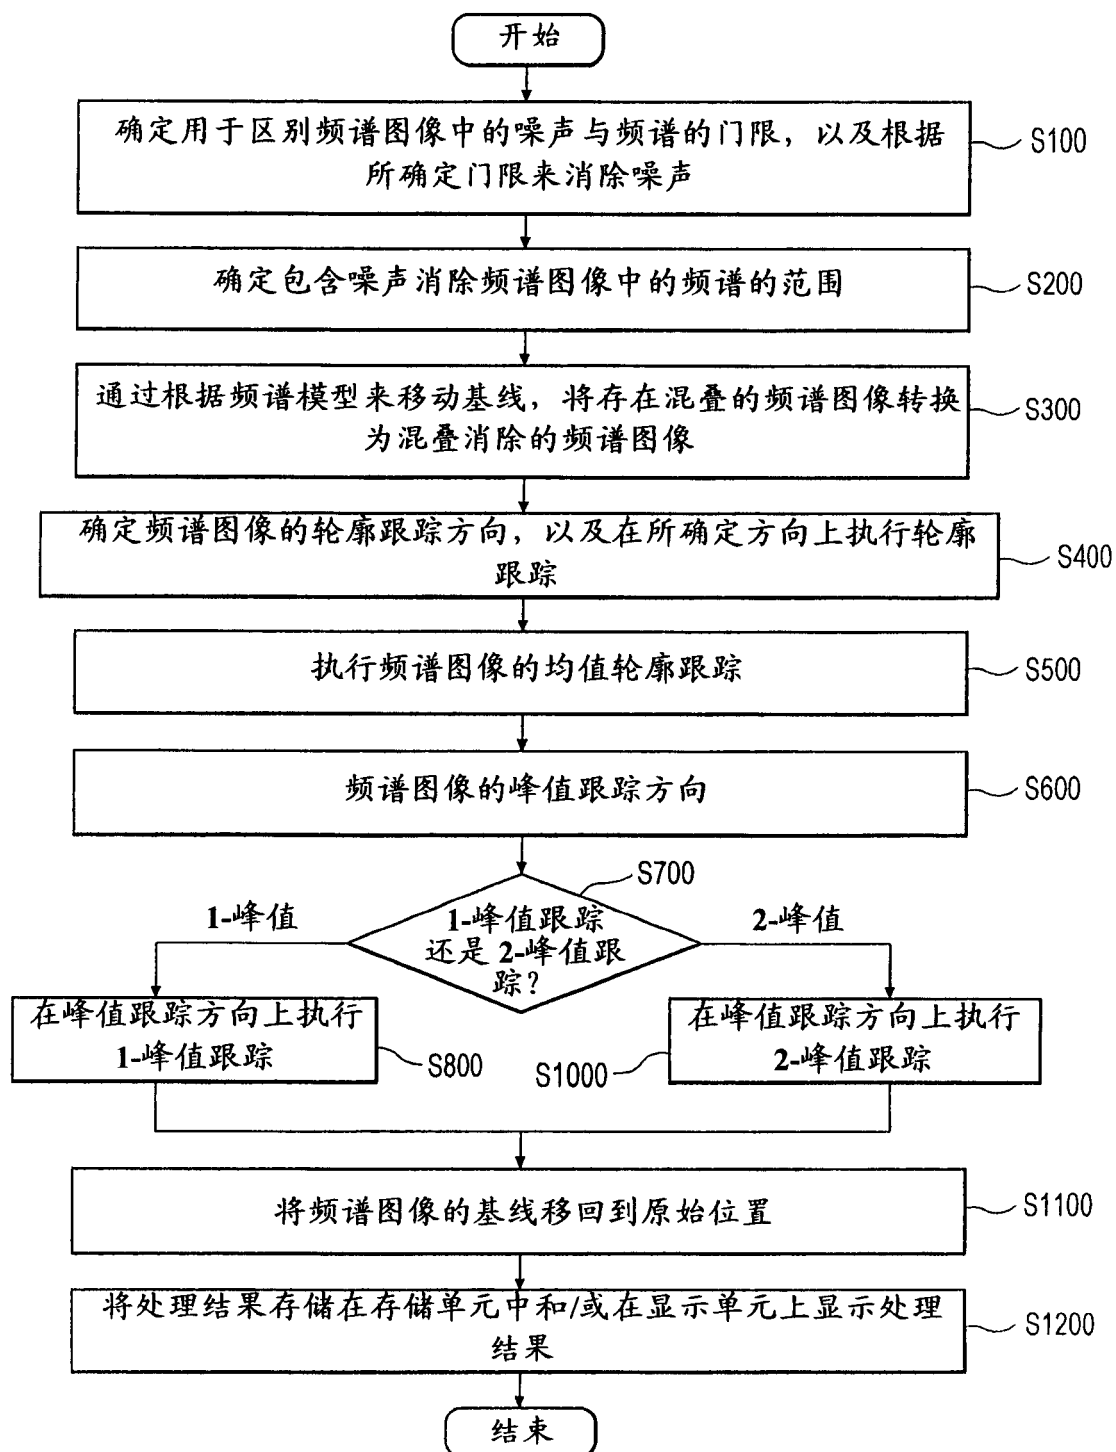 开始
确定用于区别频谱图像中的噪声与频谱的门限，以及根据
所确定门限来消除噪声
S100
确定包含噪声消除频谱图像中的频谱的范围
S200
通过根据频谱模型来移动基线，将存在混叠的频谱图像转换
为混叠消除的频谱图像
S300
确定频谱图像的轮廓跟踪方向，以及在所确定方向上执行轮廓
跟踪
S400
执行频谱图像的均值轮廓跟踪
S500
频谱图像的峰值跟踪方向
S600
S700
1-峰值
1-峰值跟踪
还是 2-峰值跟
踪？
2-峰值
在峰值跟踪方向上执行
1-峰值跟踪
S800
S1000
在峰值跟踪方向上执行
2-峰值跟踪
将频谱图像的基线移回到原始位置
S1100
将处理结果存储在存储单元中和/或在显示单元上显示处理
结果
S1200
结束